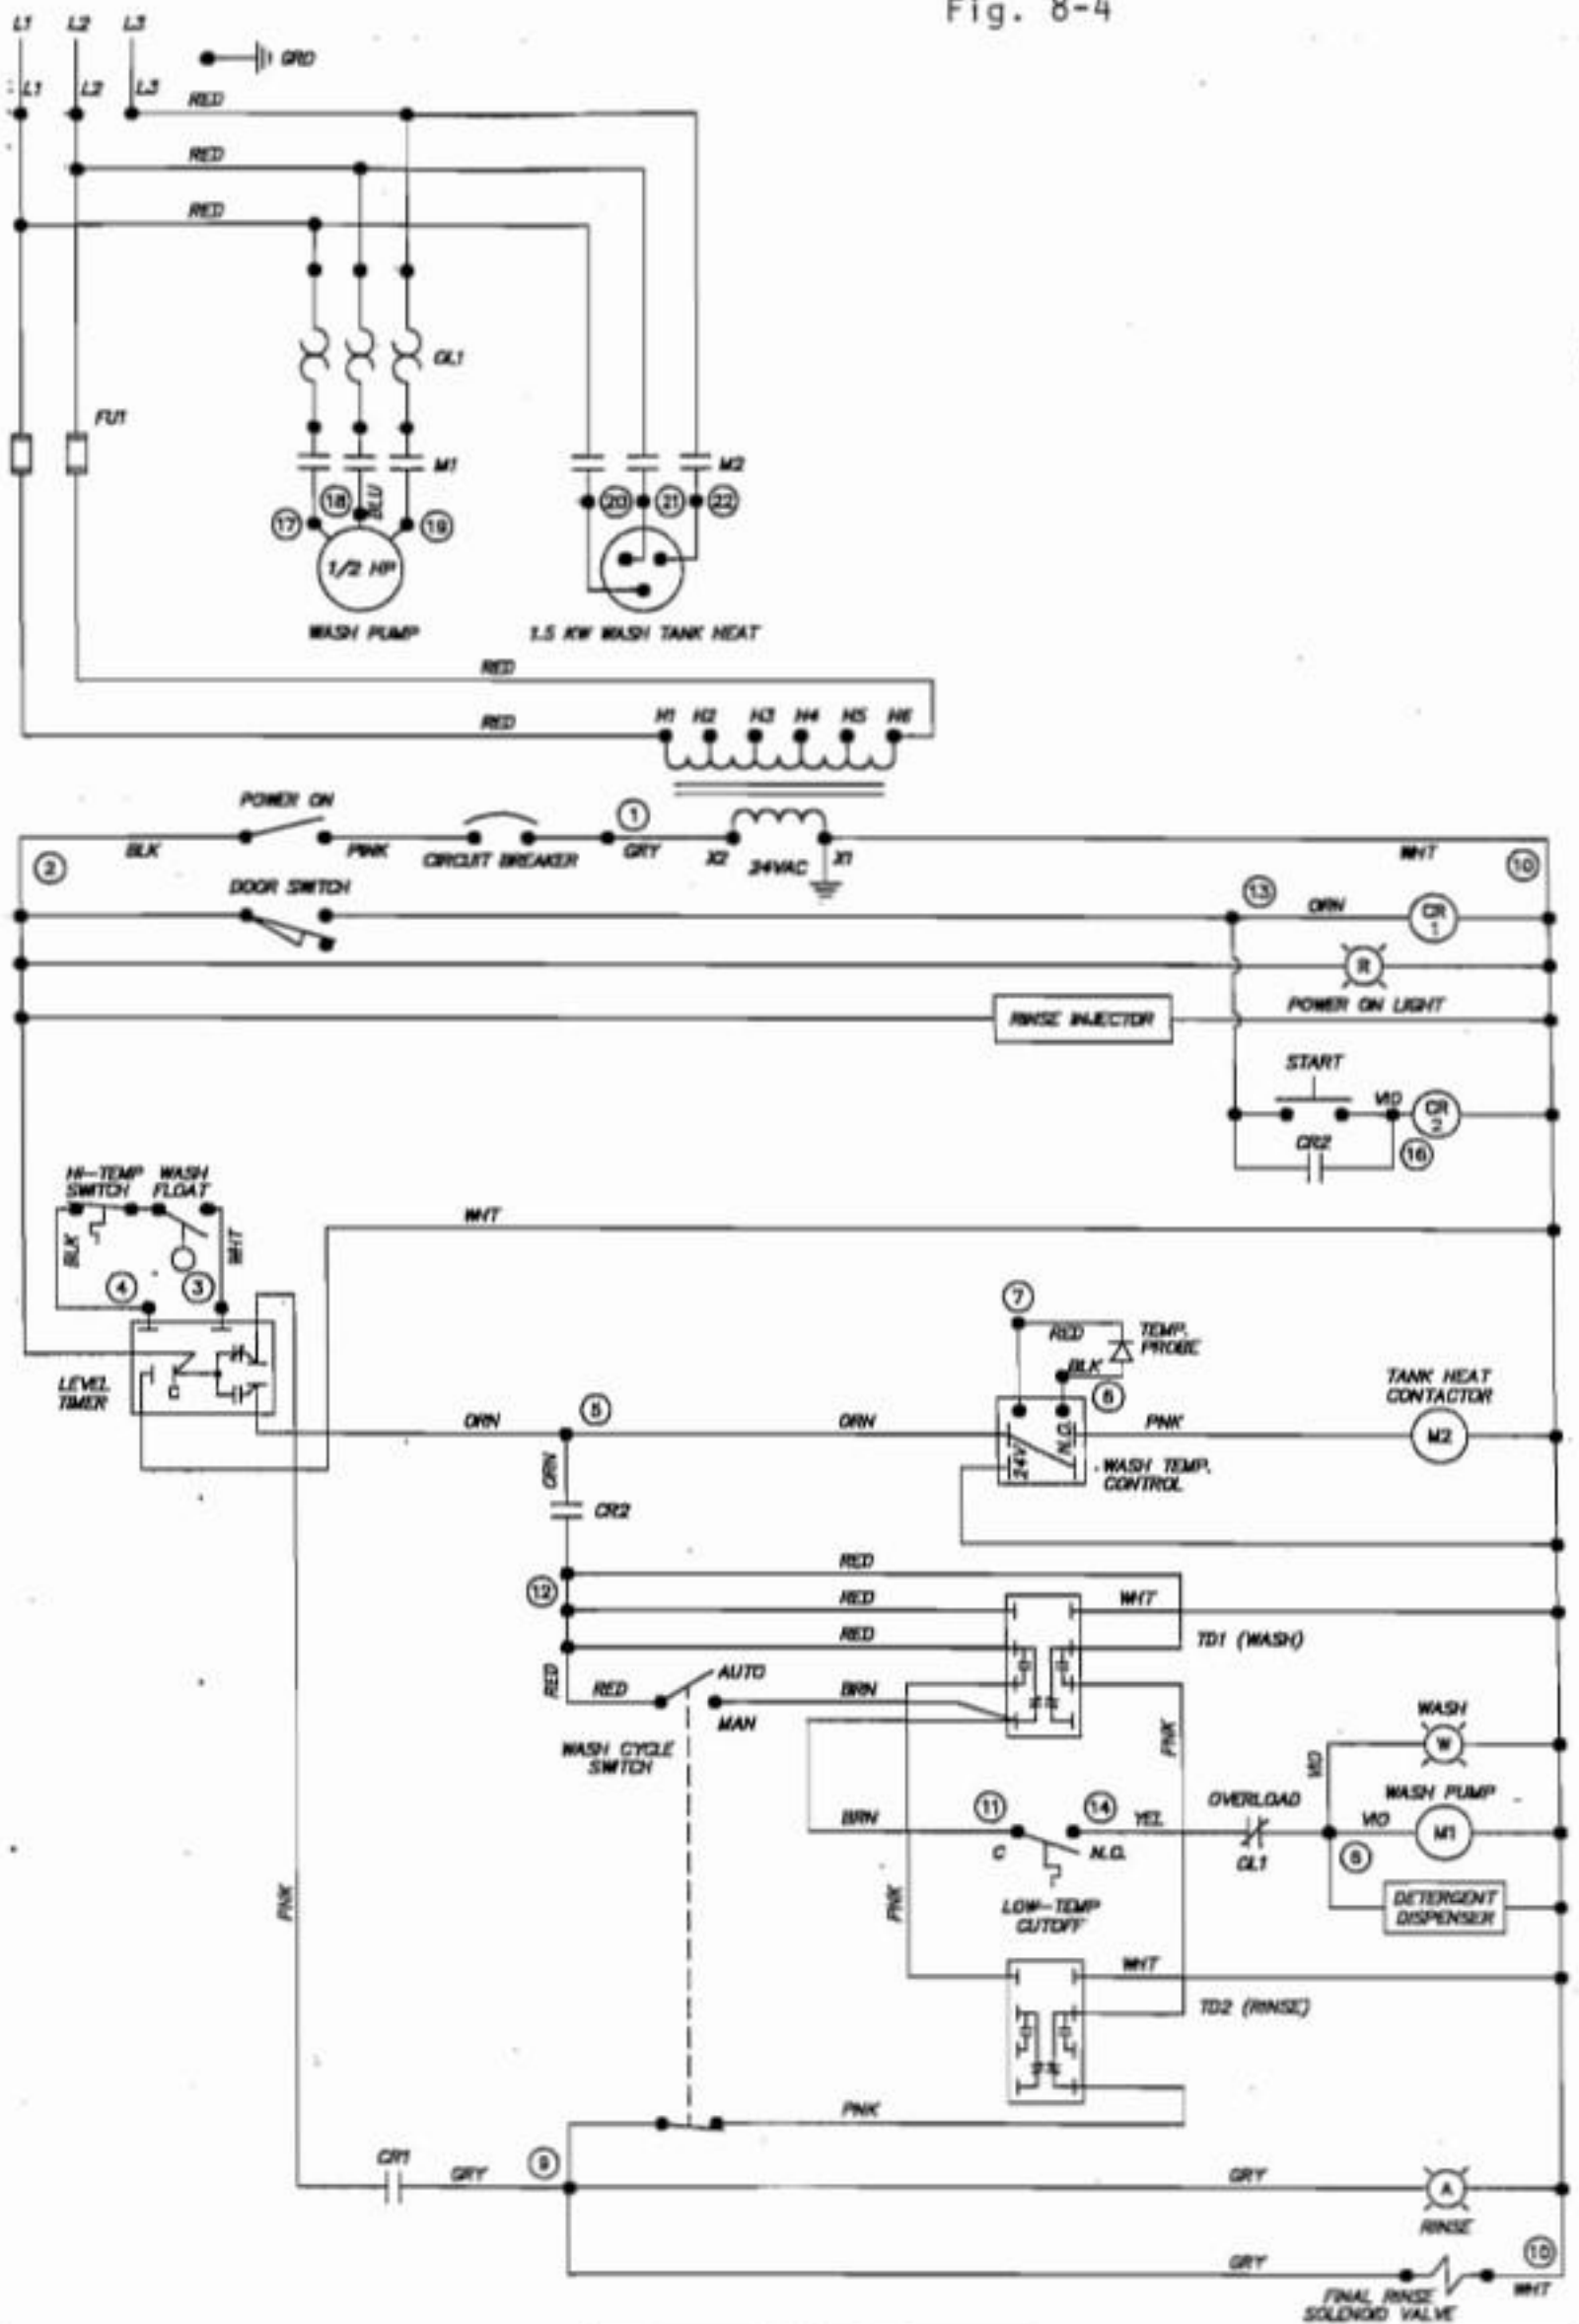 Fig. 8-4
L1 L2 L3
GRD
L1 L2 L3
RED
RED
RED
OL1
FU1
M1
M2
18
BLU
20 21 22
17
19
1/2 HP
WASH PUMP
1.5 KW WASH TANK HEAT
RED
RED
H1 H2 H3 H4 H5 H6
POWER ON
1
BLK
PINK
CIRCUIT BREAKER
GRY
X2
24VAC
X1
WHT
10
2
DOOR SWITCH
13
ORN
CR
1
R
POWER ON LIGHT
RINSE INJECTOR
START
VIO
CR
2
CR2
16
HI-TEMP
SWITCH
WASH
FLOAT
WHT
BLK
WHT
4
3
7
RED
TEMP.
PROBE
BLK
6
LEVEL
TIMER
C
TANK HEAT
CONTACTOR
ORN
5
ORN
24V
N.O.
PNK
M2
WASH TEMP.
CONTROL
ORN
CR2
RED
12
RED
WHT
RED
TD1 (WASH)
RED
RED
AUTO
MAN
BRN
WASH CYCLE
SWITCH
PNK
WASH
W
VIO
WASH PUMP
OVERLOAD
BRN
11
14
YEL
VIO
M1
C
N.O.
OL1
8
LOW-TEMP
CUTOFF
PNK
PNK
DETERGENT
DISPENSER
WHT
TD2 (RINSE)
PNK
CR1
GRY
9
GRY
A
RINSE
GRY
10
WHT
FINAL RINSE
SOLENOID VALVE